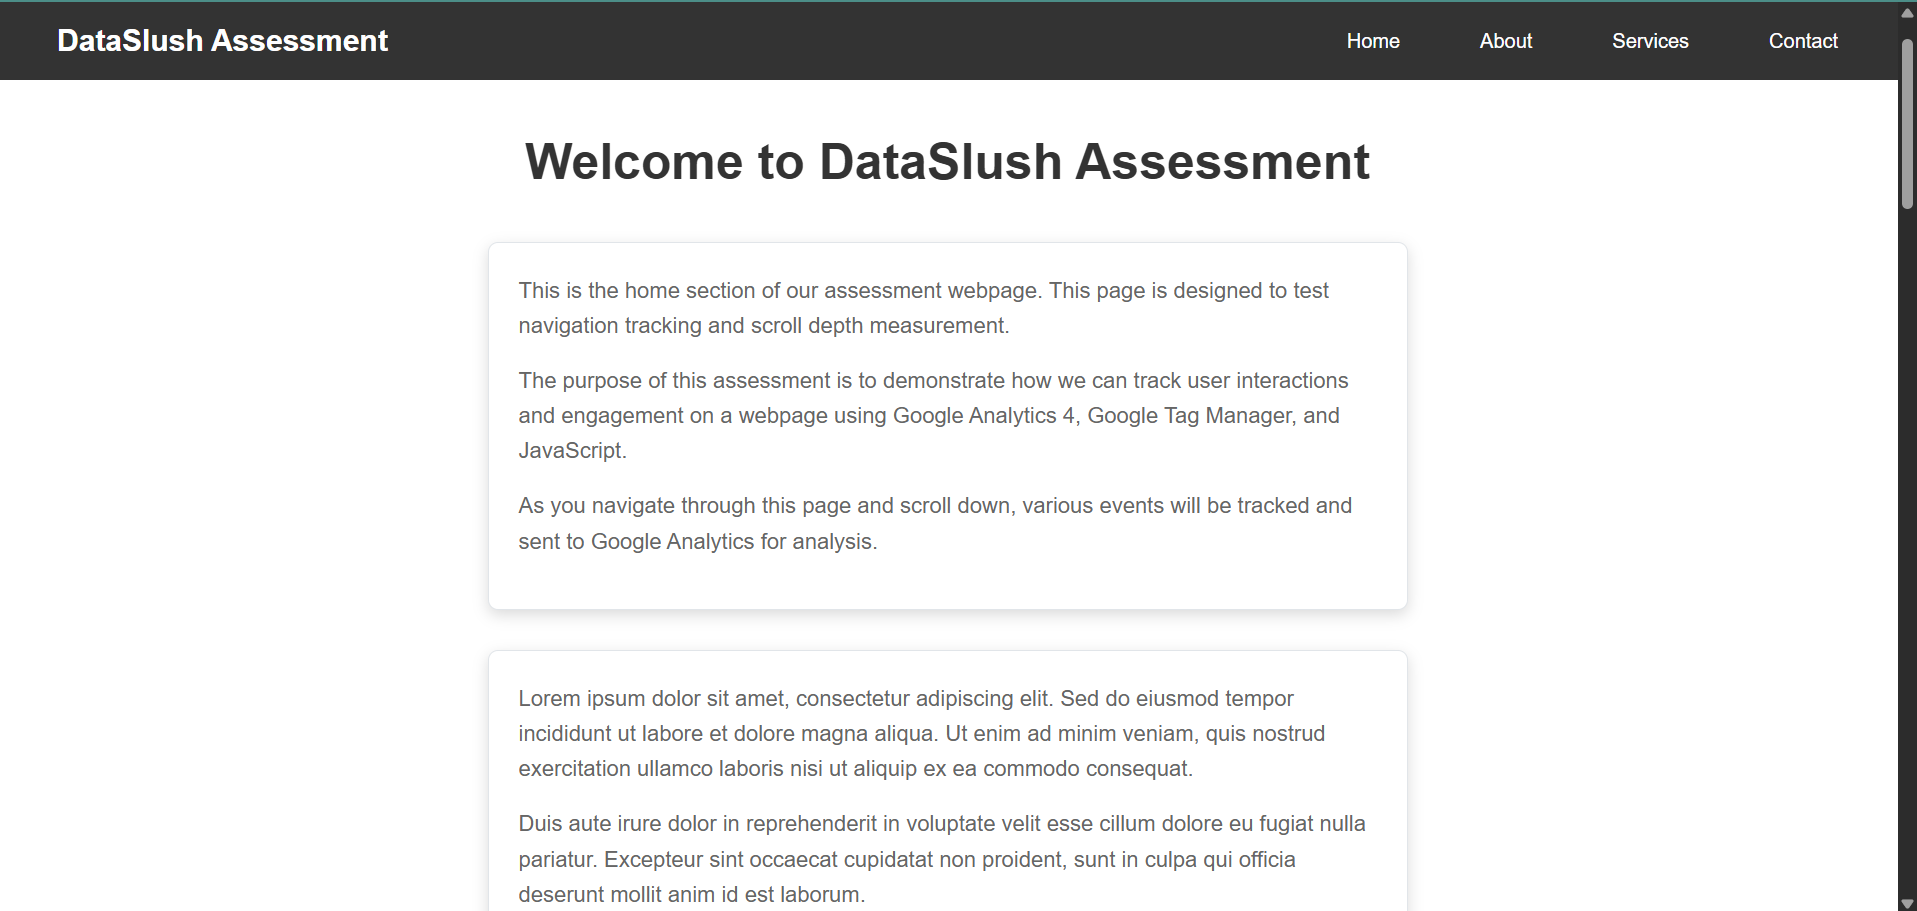 DataSlush Assessment
Home
About
Services
Contact
Welcome to DataSlush Assessment
This is the home section of our assessment webpage. This page is designed to test
navigation tracking and scroll depth measurement.
The purpose of this assessment is to demonstrate how we can track user interactions
and engagement on a webpage using Google Analytics 4, Google Tag Manager, and
JavaScript.
As you navigate through this page and scroll down, various events will be tracked and
sent to Google Analytics for analysis.
Lorem ipsum dolor sit amet, consectetur adipiscing elit. Sed do eiusmod tempor
incididunt ut labore et dolore magna aliqua. Ut enim ad minim veniam, quis nostrud
exercitation ullamco laboris nisi ut aliquip ex ea commodo consequat.
Duis aute irure dolor in reprehenderit in voluptate velit esse cillum dolore eu fugiat nulla
pariatur. Excepteur sint occaecat cupidatat non proident, sunt in culpa qui officia
deserunt mollit anim id est laborum.